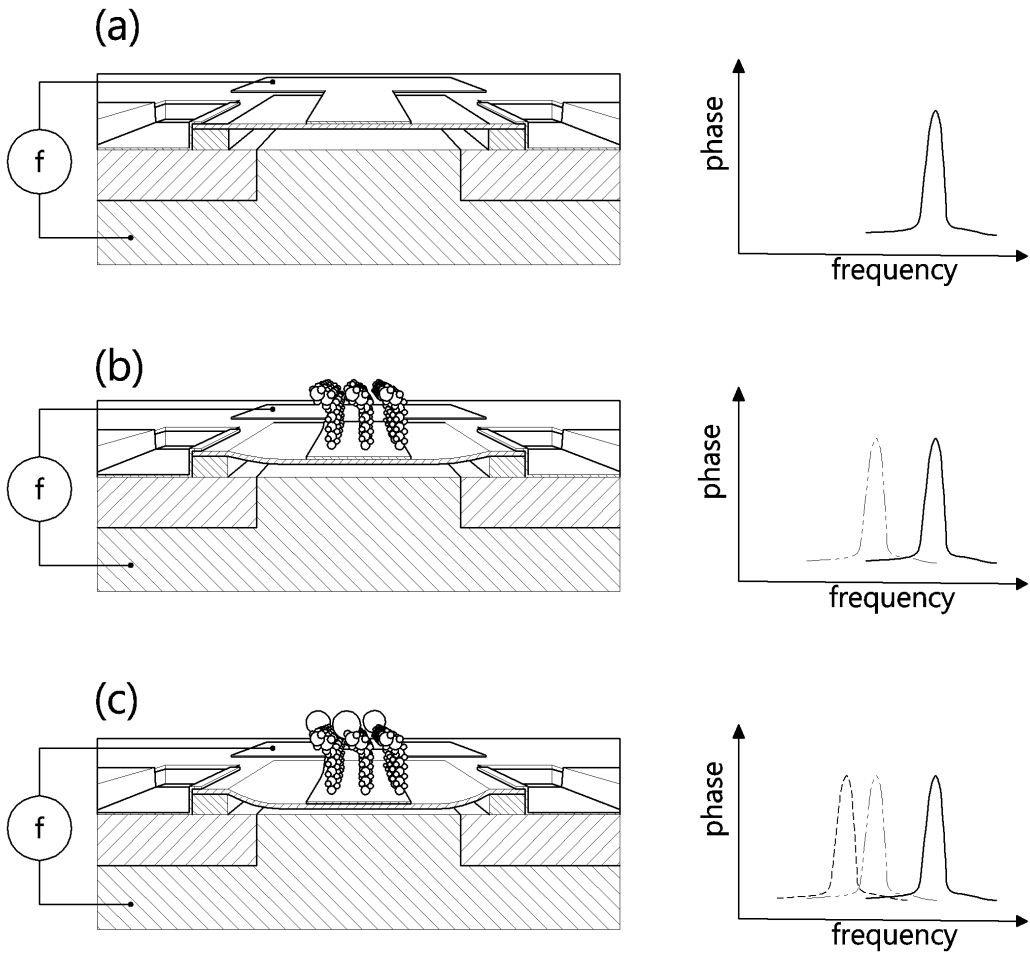 (a)
f
phase
frequency
(b)
f
phase
frequency
(c)
f
phase
frequency